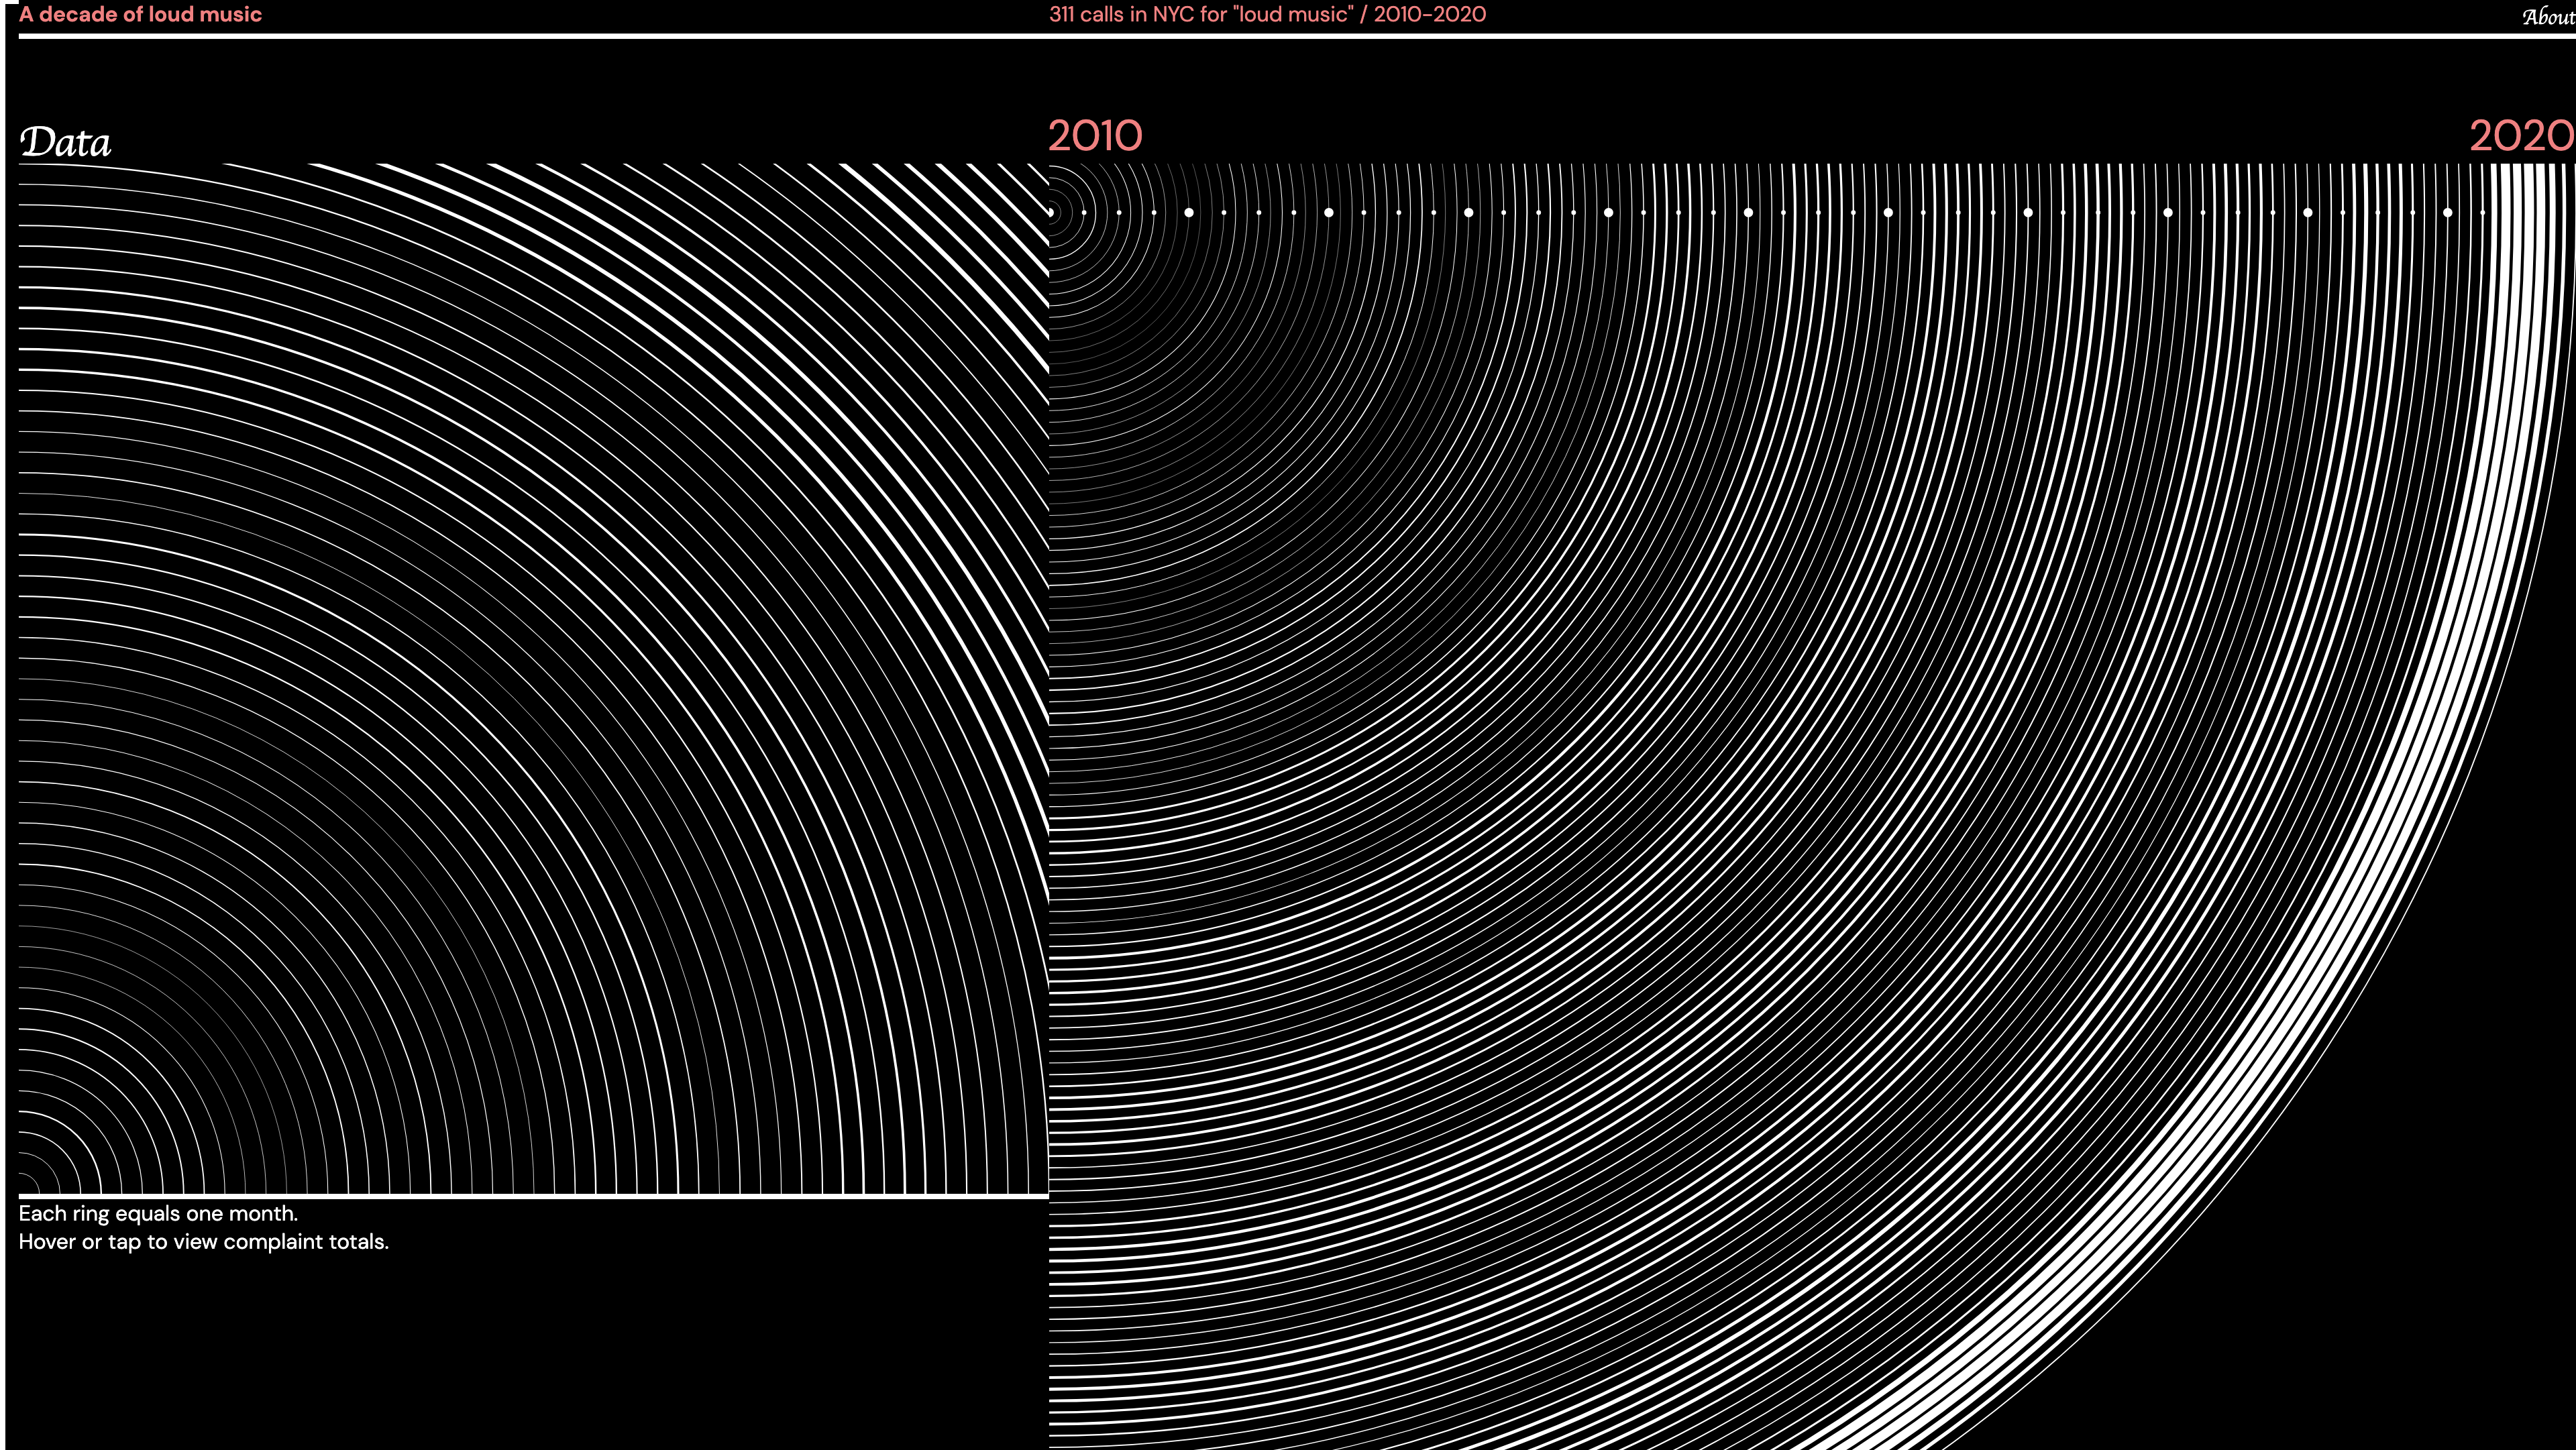 A decade of loud music
311 calls in NYC for "loud music" / 2010–2020
About
Data
2010
2020
Each ring equals one month.
Hover or tap to view complaint totals.